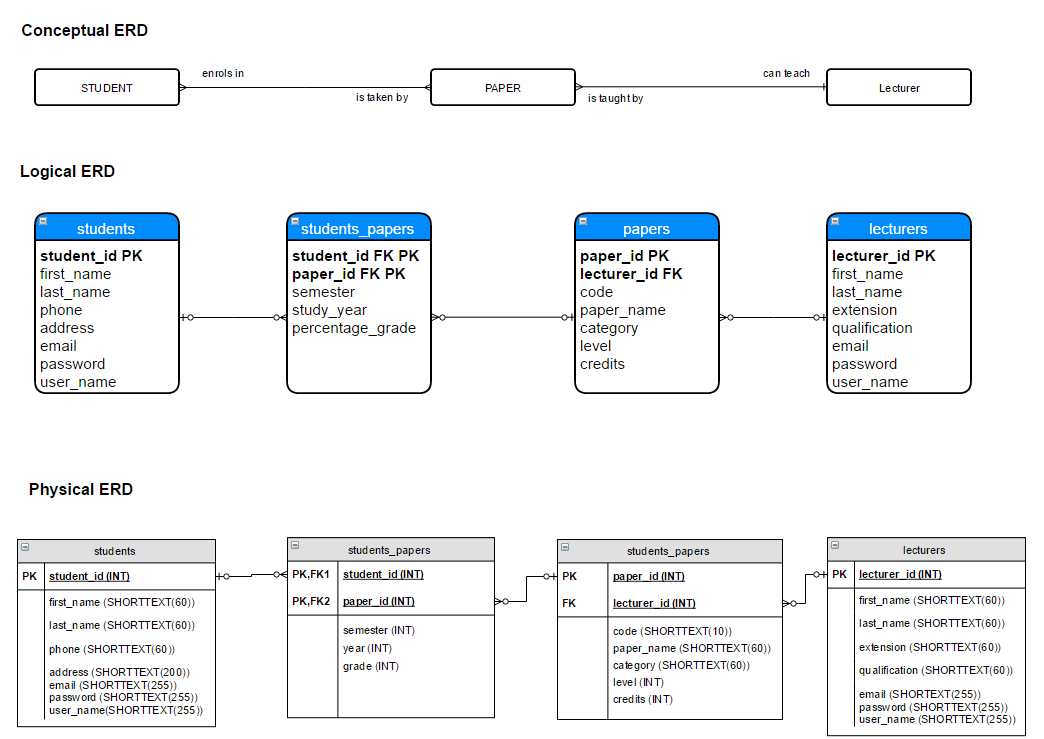 Conceptual ERD
enrols in
can teach
STUDENT
PAPER
Lecturer
is taken by
is taught by
Logical ERD
students
student_id PK
first_name
last_name
phone
address
email
password
user_name
students_papers
student_id FK PK
paper_id FK PK
semester
study_year
percentage_grade
papers
paper_id PK
lecturer_id FK
code
paper_name
category
level
credits
lecturers
lecturer_id PK
first_name
last_name
extension
qualification
email
password
user_name
Physical ERD
students
PK student_id (INT)
first_name (SHORTTEXT(60))
last_name (SHORTTEXT(60))
phone (SHORTTEXT(60))
address (SHORTTEXT(200))
email (SHORTTEXT(255))
password (SHORTTEXT(255))
user_name(SHORTTEXT(255))
students_papers
PK,FK1 student_id (INT)
PK,FK2 paper_id (INT)
semester (INT)
year (INT)
grade (INT)
students_papers
PK paper_id (INT)
FK lecturer_id (INT)
code (SHORTTEXT(10))
paper_name (SHORTTEXT(60))
category (SHORTTEXT(60))
level (INT)
credits (INT)
lecturers
PK lecturer_id (INT)
first_name (SHORTTEXT(60))
last_name (SHORTTEXT(60))
extension (SHORTTEXT(60))
qualification (SHORTTEXT(60))
email (SHORTEXT(255))
password (SHORTTEXT(255))
user_name (SHORTTEXT(255))